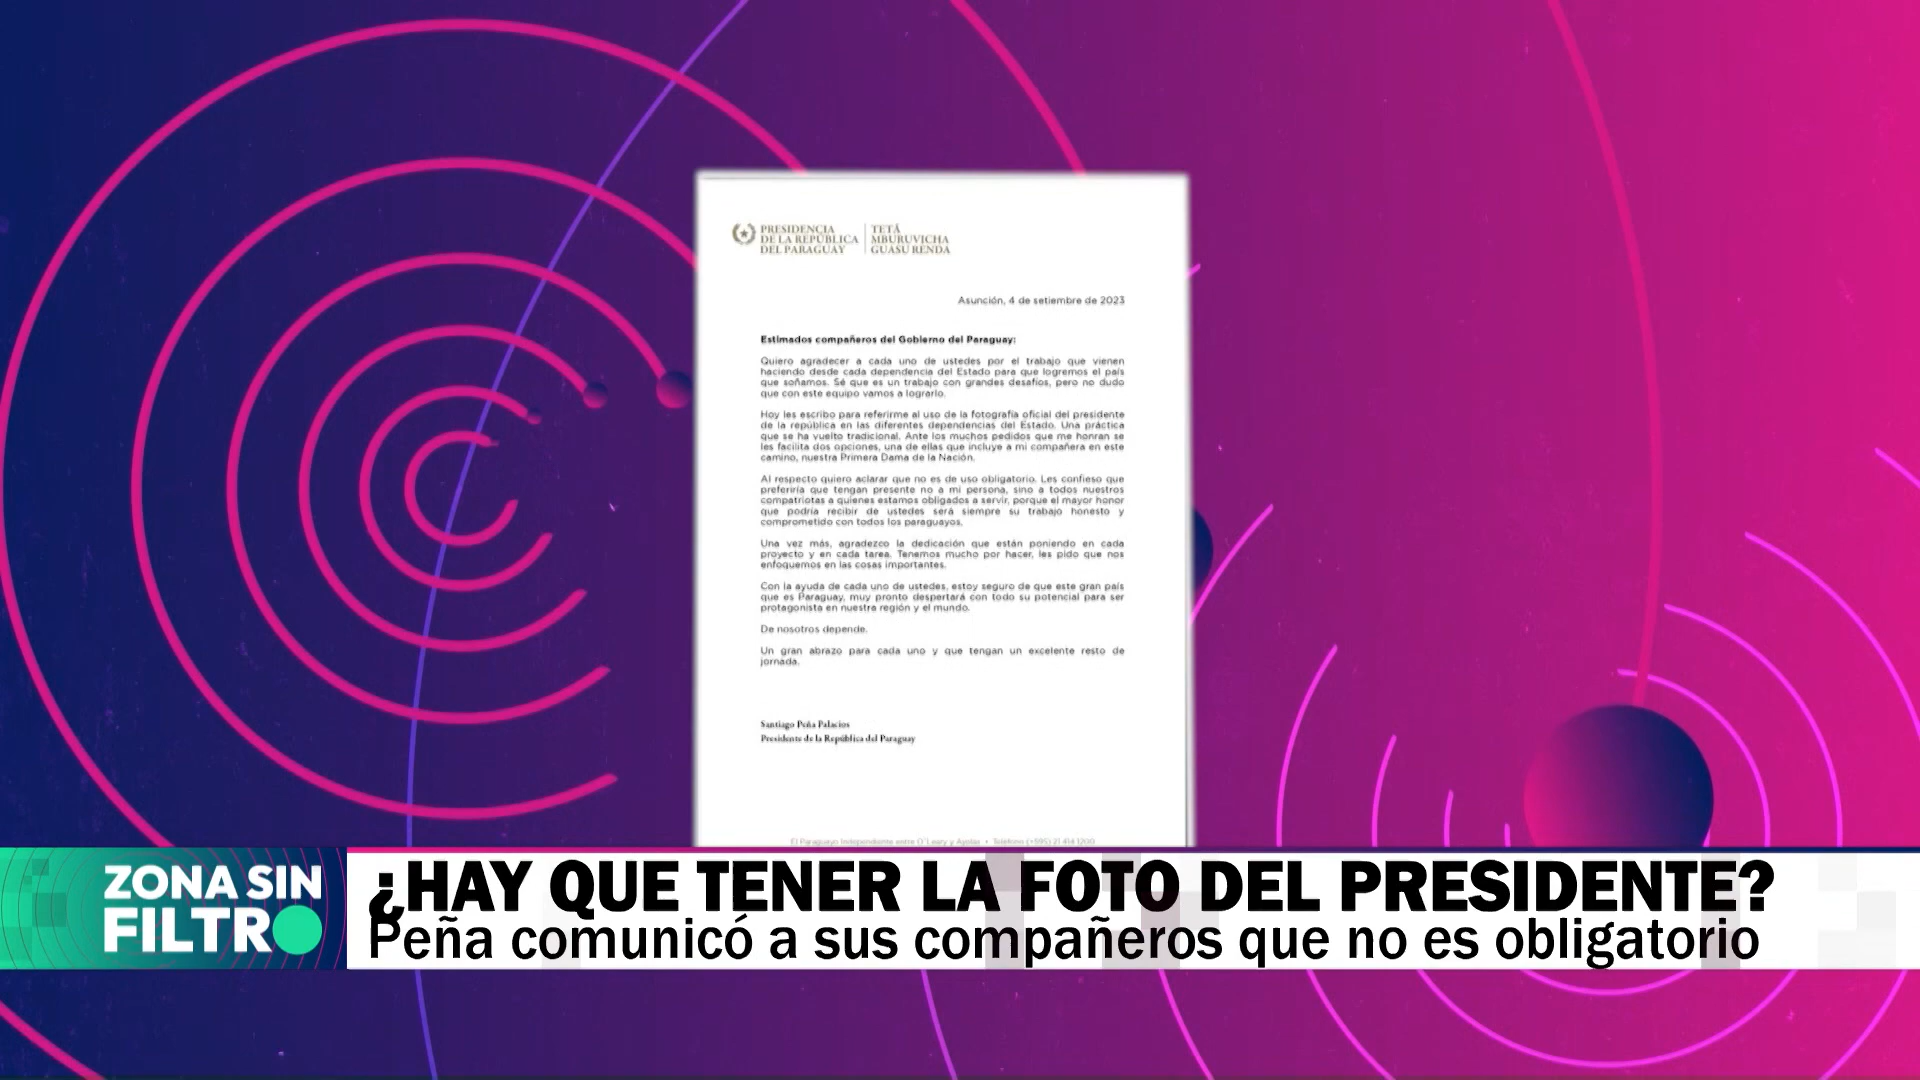 PRESIDENCIA
DE LA REPÚBLICA
DEL PARAGUAY
TETÃ
MBURUVICHA
GUASU RENDA
Asunción, 4 de setiembre de 2023
Estimados compañeros del Gobierno del Paraguay:
Quiero agradecer a cada uno de ustedes por el trabajo que vienen
haciendo desde cada dependencia del Estado para que logremos el país
que soñamos. Sé que es un trabajo con grandes desafíos, pero no dudo
que con este equipo vamos a lograrlo.
Hoy les escribo para referirme al uso de la fotografía oficial del presidente
de la república en las diferentes dependencias del Estado. Una práctica
que se ha vuelto tradicional. Ante los muchos pedidos que me honran se
les facilita dos opciones, una de ellas que incluye a mi compañera en este
camino, nuestra Primera Dama de la Nación.
Al respecto quiero aclarar que no es de uso obligatorio. Les confieso que
preferiría que tengan presente no a mi persona, sino a todos nuestros
compatriotas a quienes estamos obligados a servir, porque el mayor honor
que podría recibir de ustedes será siempre su trabajo honesto y
comprometido con todos los paraguayos.
Una vez más, agradezco la dedicación que están poniendo en cada
proyecto y en cada tarea. Tenemos mucho por hacer, les pido que nos
enfoquemos en las cosas importantes.
Con la ayuda de cada uno de ustedes, estoy seguro de que este gran país
que es Paraguay, muy pronto despertará con todo su potencial para ser
protagonista en nuestra región y el mundo.
De nosotros depende.
Un gran abrazo para cada uno y que tengan un excelente resto de
jornada.
Santiago Peña Palacios
Presidente de la República del Paraguay
El Paraguayo Independiente entre O'Leary y Ayolas • Teléfono (+595) 21 414 1200
ZONA SIN
FILTRO
¿HAY QUE TENER LA FOTO DEL PRESIDENTE?
Peña comunicó a sus compañeros que no es obligatorio